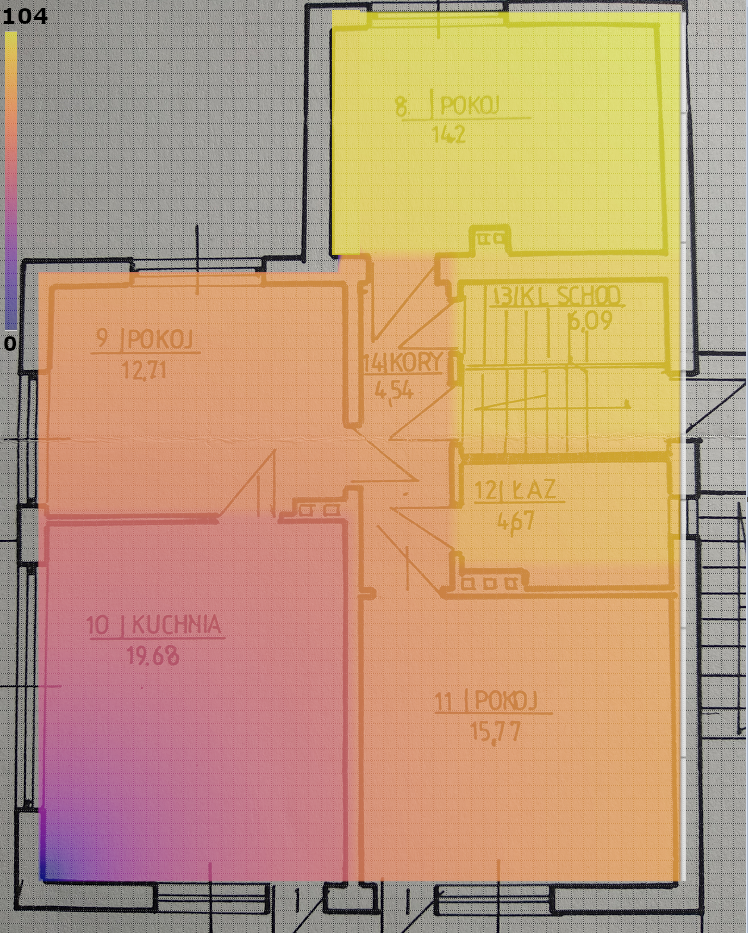 104
8. | POKOJ
14.2
13| KL SCHOD
6,09
9 | POKOJ
12,71
14| KORY
4,54
12| ŁAZ
4,67
10 | KUCHNIA
19,68
11 | POKOJ
15,77
0